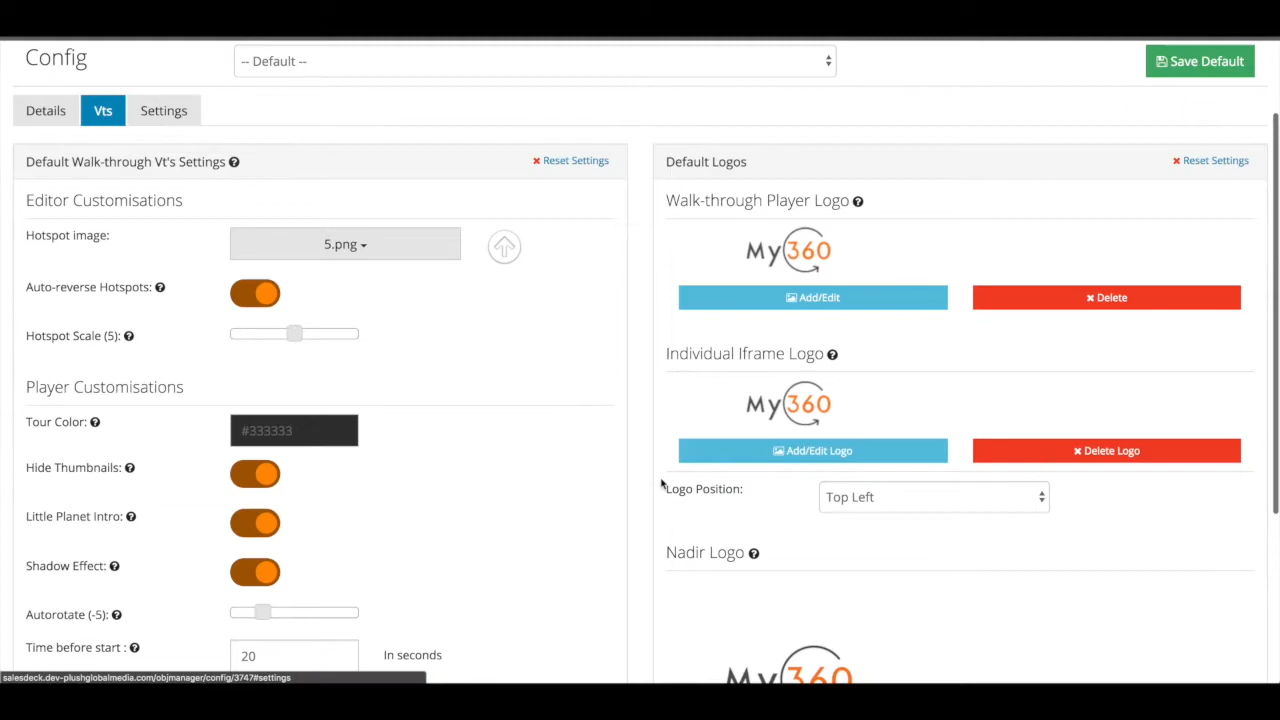 Config
-- Default --
Save Default
Details
Vts
Settings
Default Walk-through Vt's Settings
Reset Settings
Editor Customisations
Hotspot image:
5.png
Auto-reverse Hotspots:
Hotspot Scale (5):
Player Customisations
Tour Color:
#333333
Hide Thumbnails:
Little Planet Intro:
Shadow Effect:
Autorotate (-5):
Time before start :
20
In seconds
Default Logos
Reset Settings
Walk-through Player Logo
My360
Add/Edit
Delete
Individual Iframe Logo
My360
Add/Edit Logo
Delete Logo
Logo Position:
Top Left
Nadir Logo
My360
salesdeck.dev-plushglobalmedia.com/objmanager/config/3747#settings